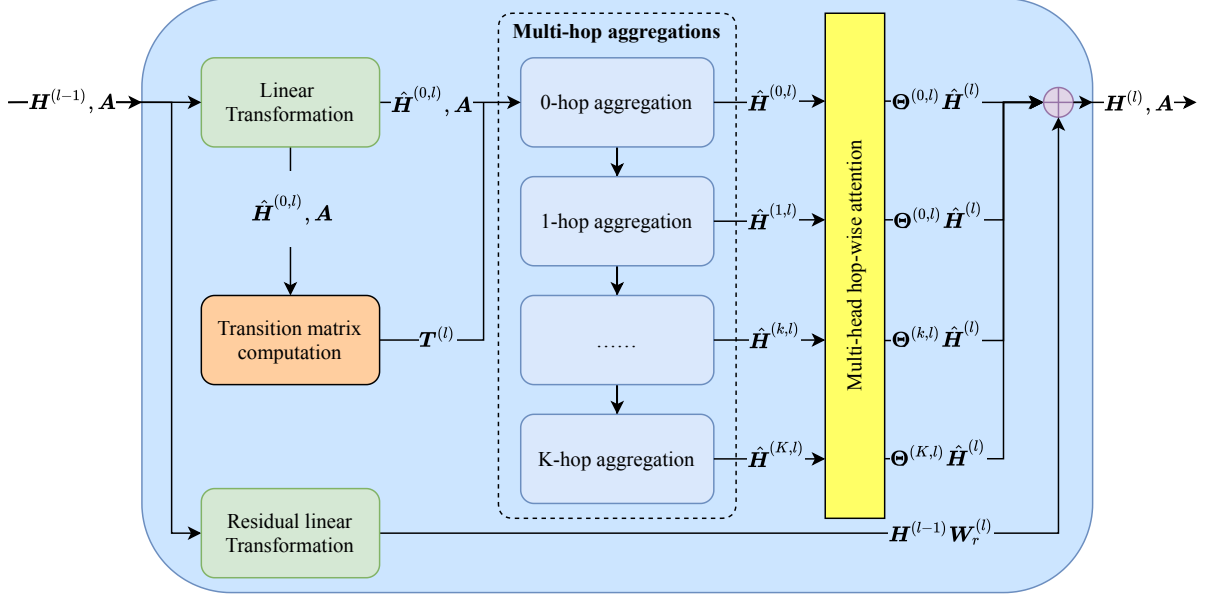 Multi-hop aggregations
H^(l-1), A
Linear
Transformation
Ĥ^(0,l), A
0-hop aggregation
Ĥ^(0,l)
Θ^(0,l) Ĥ^(l)
H^(l), A
Ĥ^(0,l), A
1-hop aggregation
Ĥ^(1,l)
Multi-head hop-wise attention
Θ^(0,l) Ĥ^(l)
Transition matrix
computation
T^(l)
......
Ĥ^(k,l)
Θ^(k,l) Ĥ^(l)
K-hop aggregation
Ĥ^(K,l)
Θ^(K,l) Ĥ^(l)
Residual linear
Transformation
H^(l-1) W_r^(l)